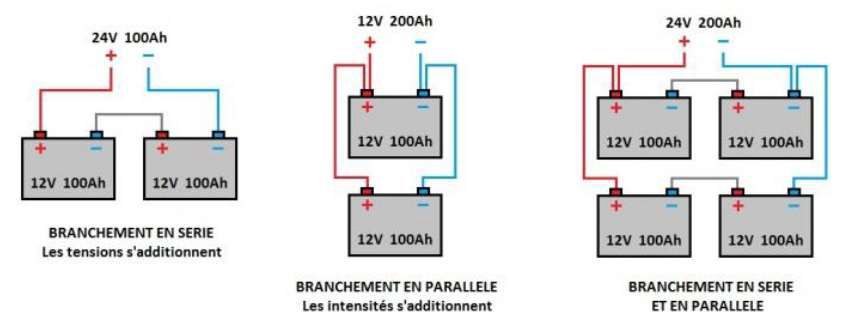 24V 100Ah
+ −
+ − + −
12V 100Ah 12V 100Ah
BRANCHEMENT EN SERIE
Les tensions s'additionnent
12V 200Ah
+ −
+ −
12V 100Ah
+ −
12V 100Ah
BRANCHEMENT EN PARALLELE
Les intensités s'additionnent
24V 200Ah
+ −
+ − + −
12V 100Ah 12V 100Ah
+ − + −
12V 100Ah 12V 100Ah
BRANCHEMENT EN SERIE
ET EN PARALLELE